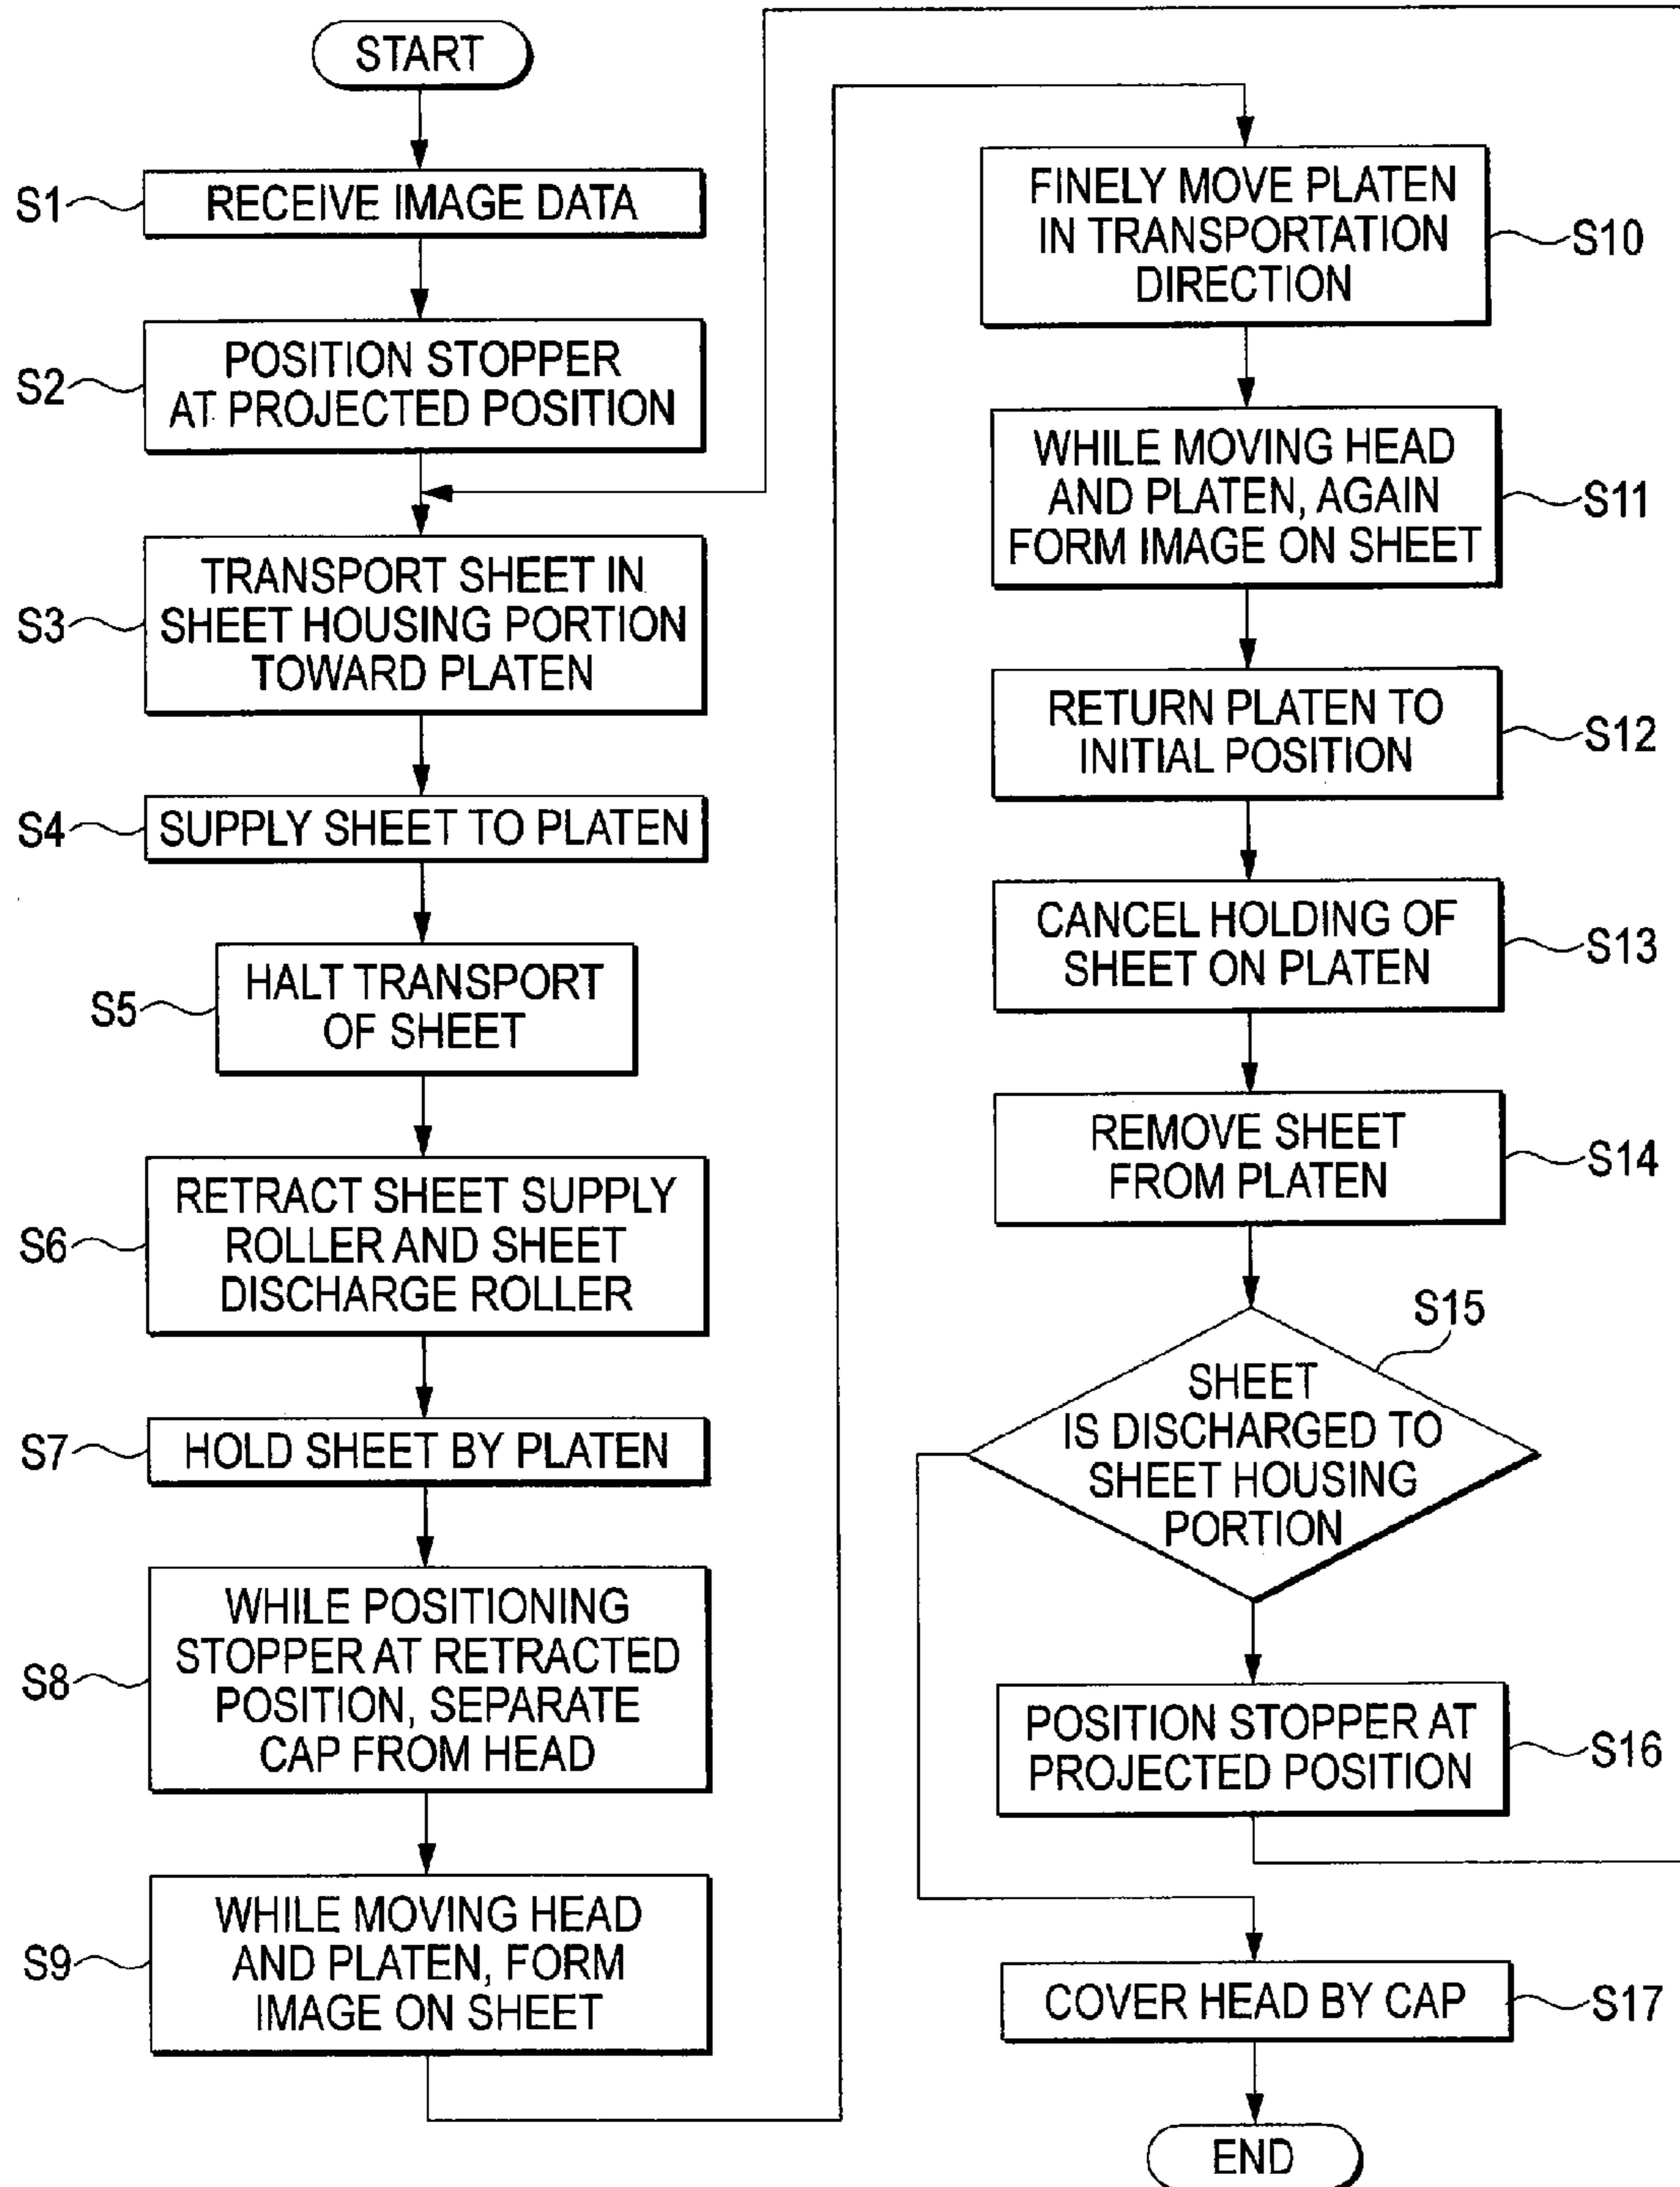 START
S1
RECEIVE IMAGE DATA
S2
POSITION STOPPER
AT PROJECTED POSITION
S3
TRANSPORT SHEET IN
SHEET HOUSING PORTION
TOWARD PLATEN
S4
SUPPLY SHEET TO PLATEN
S5
HALT TRANSPORT
OF SHEET
S6
RETRACT SHEET SUPPLY
ROLLER AND SHEET
DISCHARGE ROLLER
S7
HOLD SHEET BY PLATEN
S8
WHILE POSITIONING
STOPPER AT RETRACTED
POSITION, SEPARATE
CAP FROM HEAD
S9
WHILE MOVING HEAD
AND PLATEN, FORM
IMAGE ON SHEET
FINELY MOVE PLATEN
IN TRANSPORTATION
DIRECTION
S10
WHILE MOVING HEAD
AND PLATEN, AGAIN
FORM IMAGE ON SHEET
S11
RETURN PLATEN TO
INITIAL POSITION
S12
CANCEL HOLDING OF
SHEET ON PLATEN
S13
REMOVE SHEET
FROM PLATEN
S14
S15
SHEET
IS DISCHARGED TO
SHEET HOUSING
PORTION
POSITION STOPPER AT
PROJECTED POSITION
S16
COVER HEAD BY CAP
S17
END